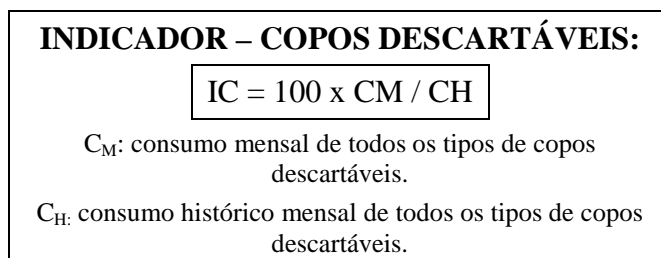 INDICADOR – COPOS DESCARTÁVEIS:
IC = 100 x CM / CH
CM: consumo mensal de todos os tipos de copos
descartáveis.
CH: consumo histórico mensal de todos os tipos de copos
descartáveis.